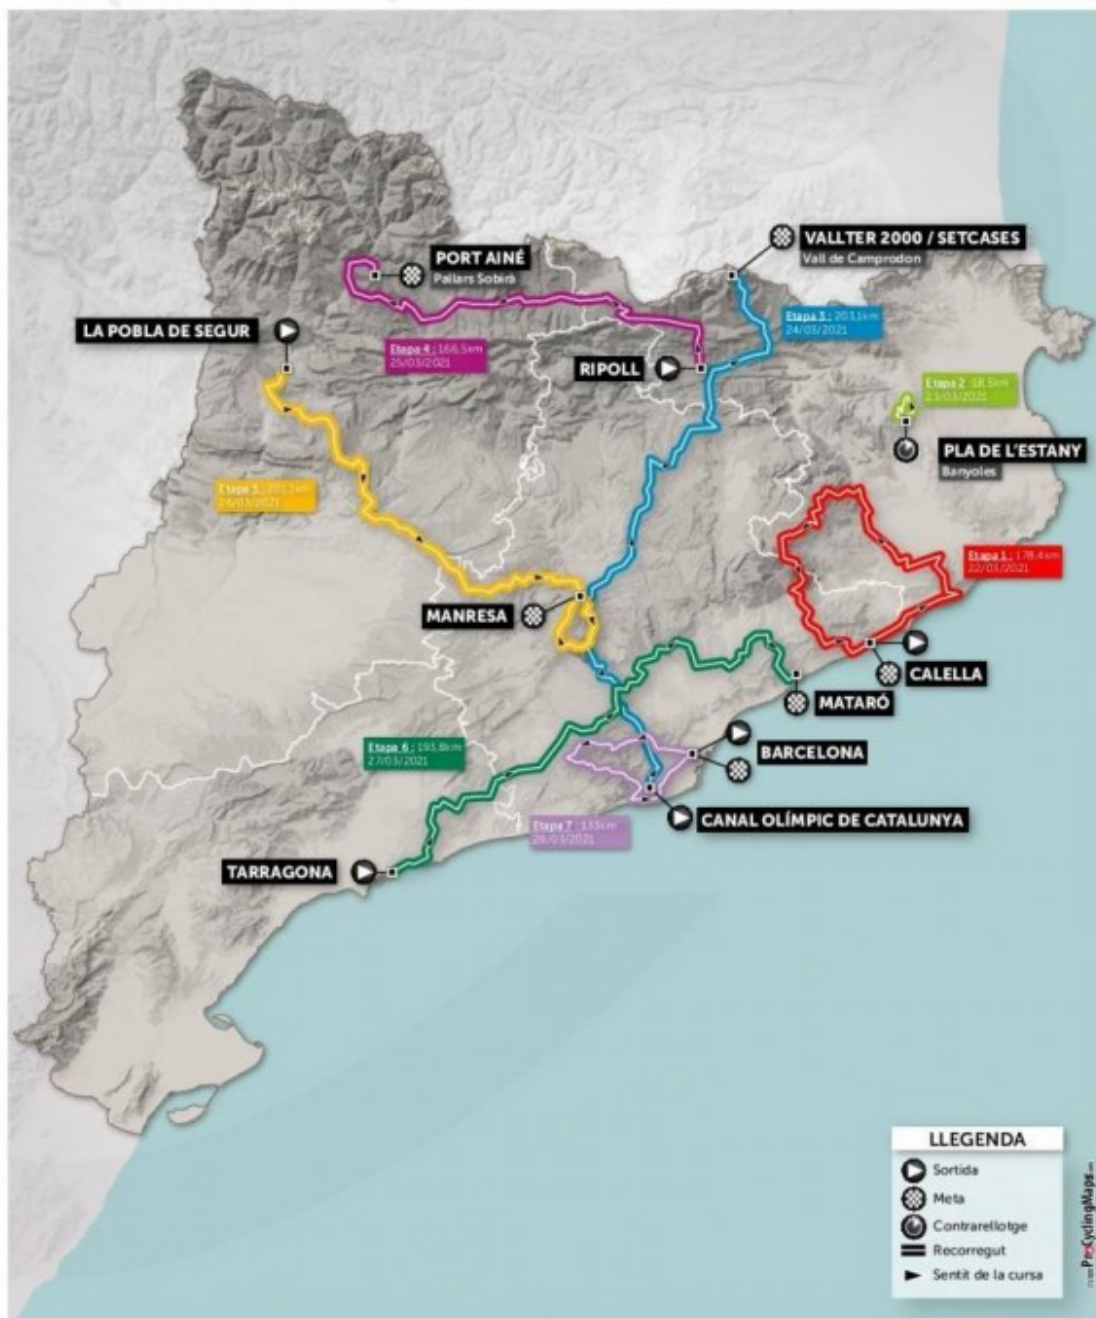 VALLTER 2000 / SETCASES
Vall de Camprodon
PORT AINÉ
Pallars Sobirà
Etapa 3 : 203,1km
24/03/2021
LA POBLA DE SEGUR
Etapa 4 : 166,5km
25/03/2021
RIPOLL
Etapa 2 : 18,5km
23/03/2021
PLA DE L'ESTANY
Banyoles
Etapa 5 : 201,1km
26/03/2021
Etapa 1 : 178,4km
22/03/2021
MANRESA
CALELLA
MATARÓ
Etapa 6 : 193,8km
27/03/2021
BARCELONA
CANAL OLÍMPIC DE CATALUNYA
Etapa 7 : 133km
28/03/2021
TARRAGONA
LLEGENDA
Sortida
Meta
Contrarellotge
Recorregut
Sentit de la cursa
ProCyclingMaps